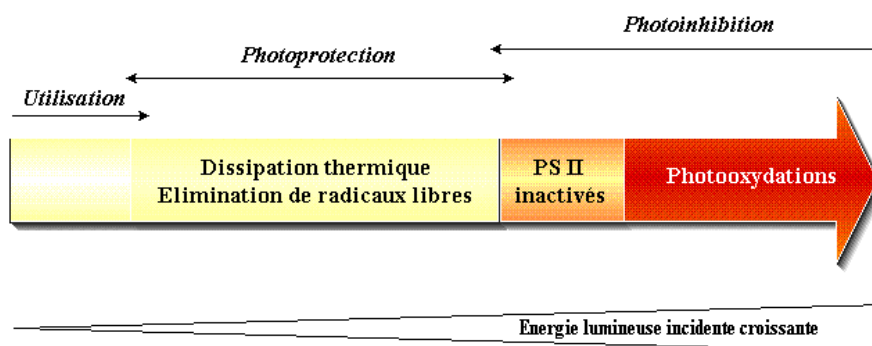 Photoinhibition
Photoprotection
Utilisation
Dissipation thermique
Elimination de radicaux libres
PS II
inactivés
Photooxydations
Energie lumineuse incidente croissante